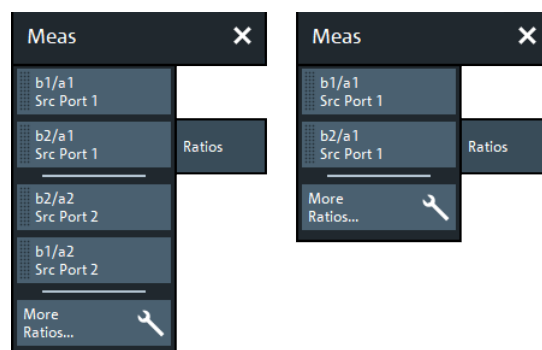 Meas
b1/a1
Src Port 1
b2/a1
Src Port 1
Ratios
b2/a2
Src Port 2
b1/a2
Src Port 2
More
Ratios...
Meas
b1/a1
Src Port 1
b2/a1
Src Port 1
Ratios
More
Ratios...